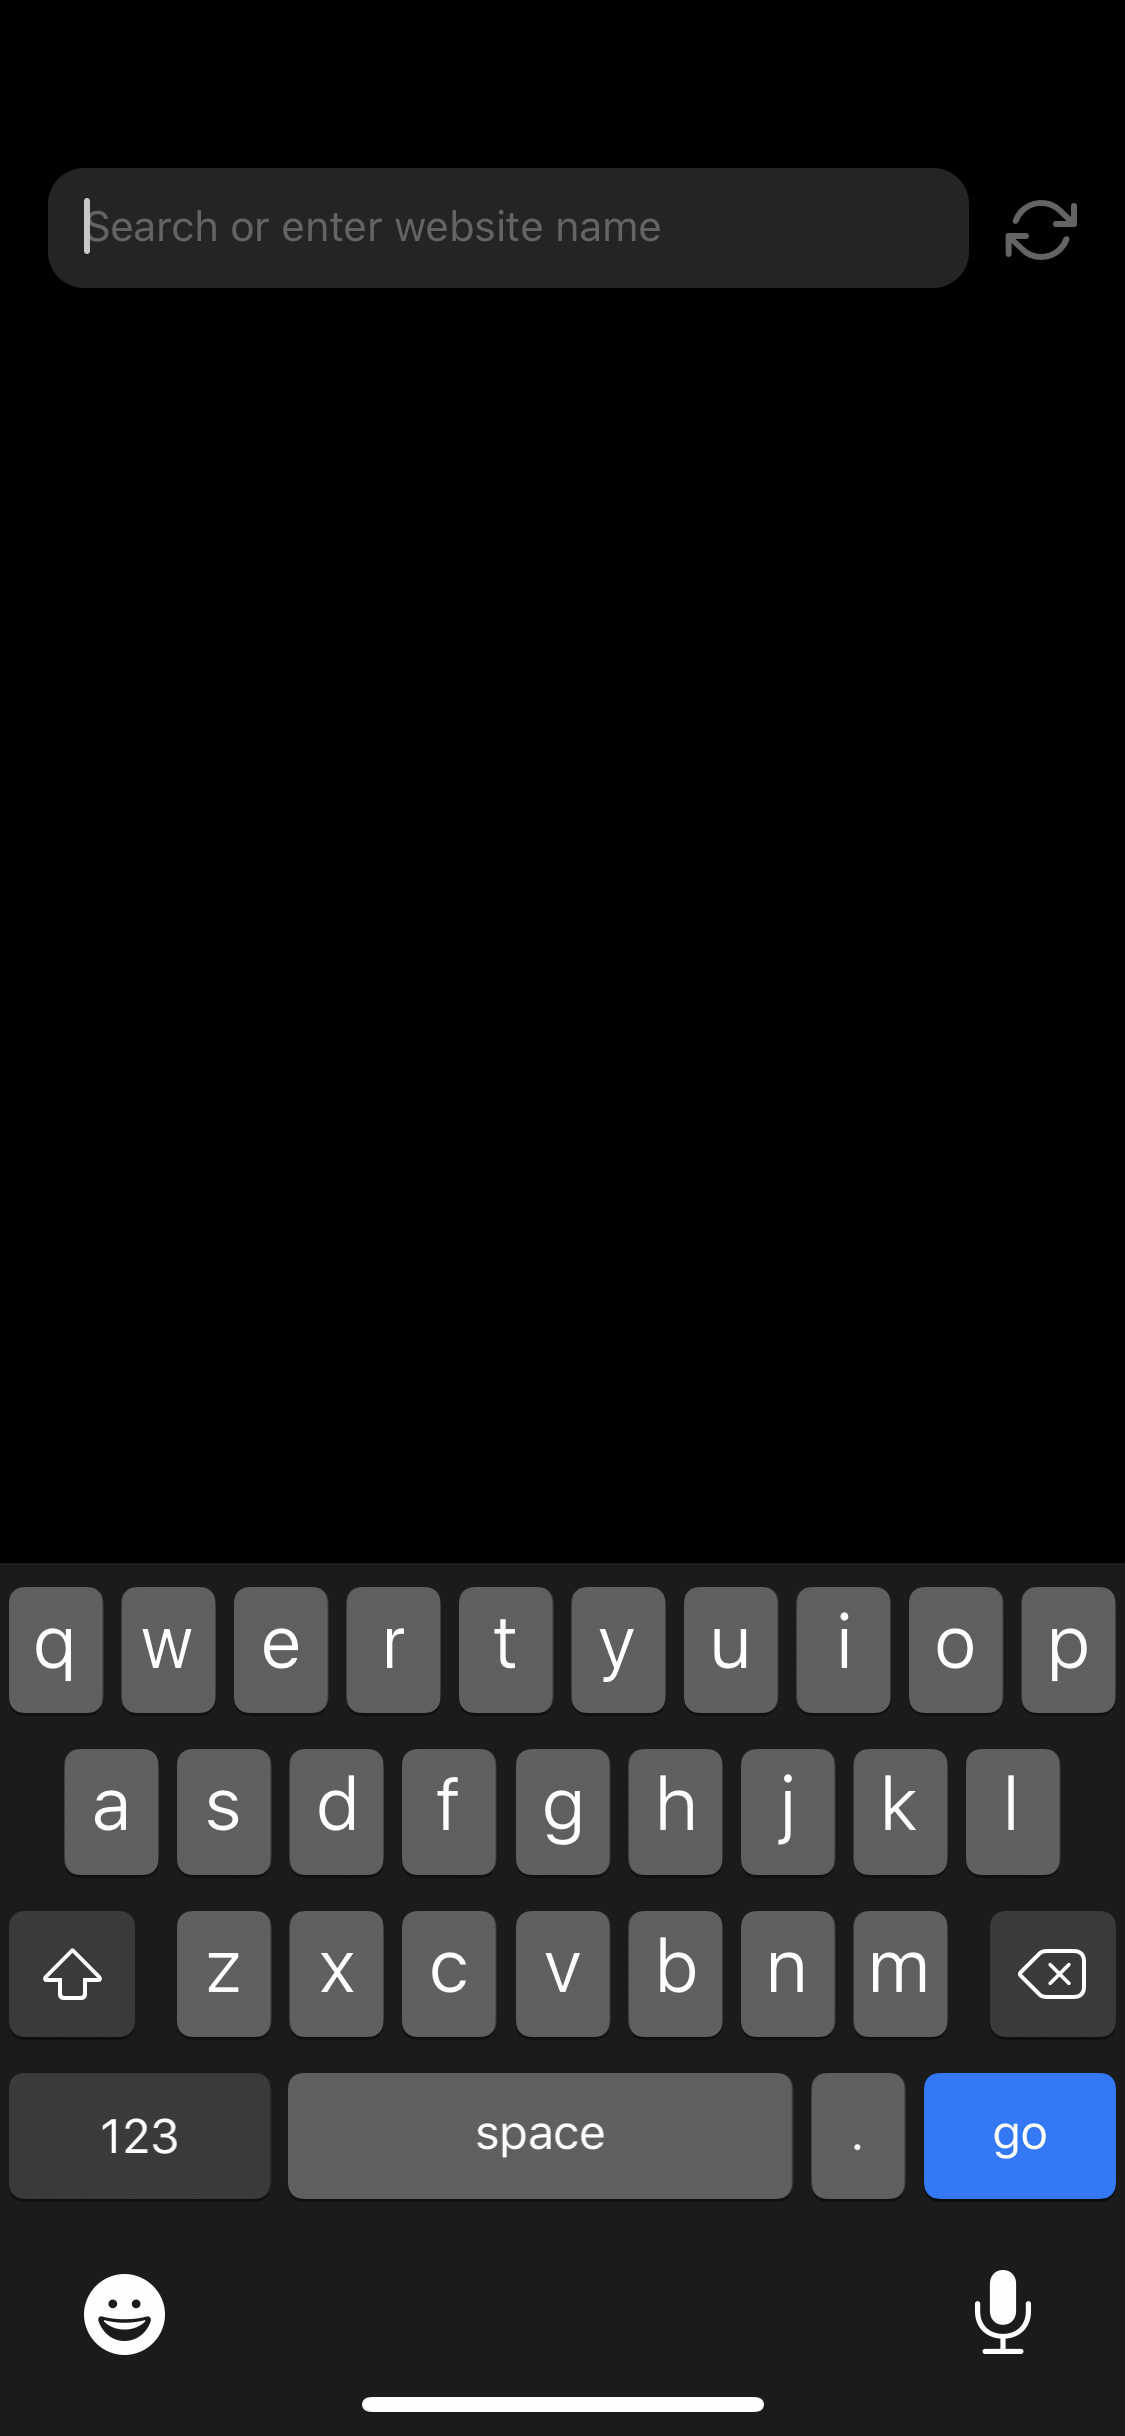 Search or enter website name
q w e r t y u i o p
a s d f g h j k l
z x c v b n m
123 space . go